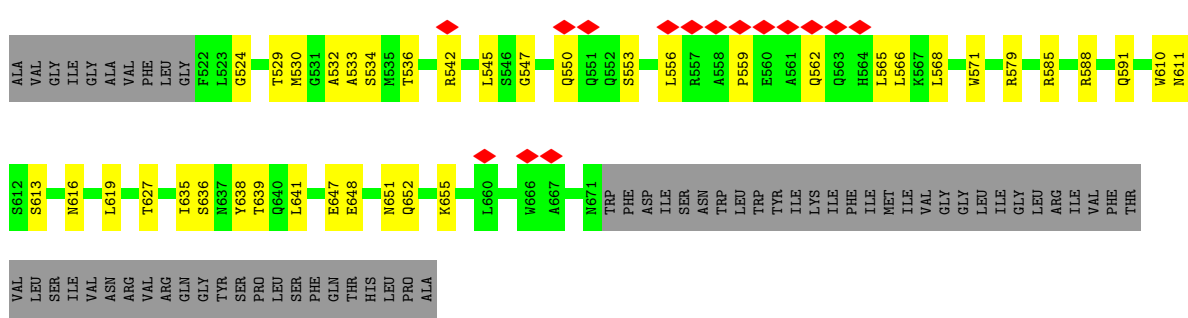 ALA VAL GLY ILE GLY ALA VAL PHE LEU GLY F522 L523 G524 T529 M530 G531 A532 A533 S534 M535 T536 R542 L545 S546 G547 Q550 Q551 Q552 S553 L556 R557 A558 P559 E560 A561 Q562 Q563 H564 L565 L566 K567 L568 W571 R579 R585 R588 Q591 W610 N611
S612 S613 N616 L619 T627 I635 S636 N637 Y638 T639 Q640 L641 E647 E648 N651 Q652 K655 L660 W666 A667 N671 TRP PHE ASP ILE SER ASN TRP LEU TRP TYR ILE LYS ILE PHE ILE MET ILE VAL GLY GLY LEU ILE GLY LEU ARG ILE VAL PHE THR
VAL LEU SER ILE VAL ASN ARG VAL ARG GLN GLY TYR SER PRO LEU SER PHE GLN THR HIS LEU PRO ALA